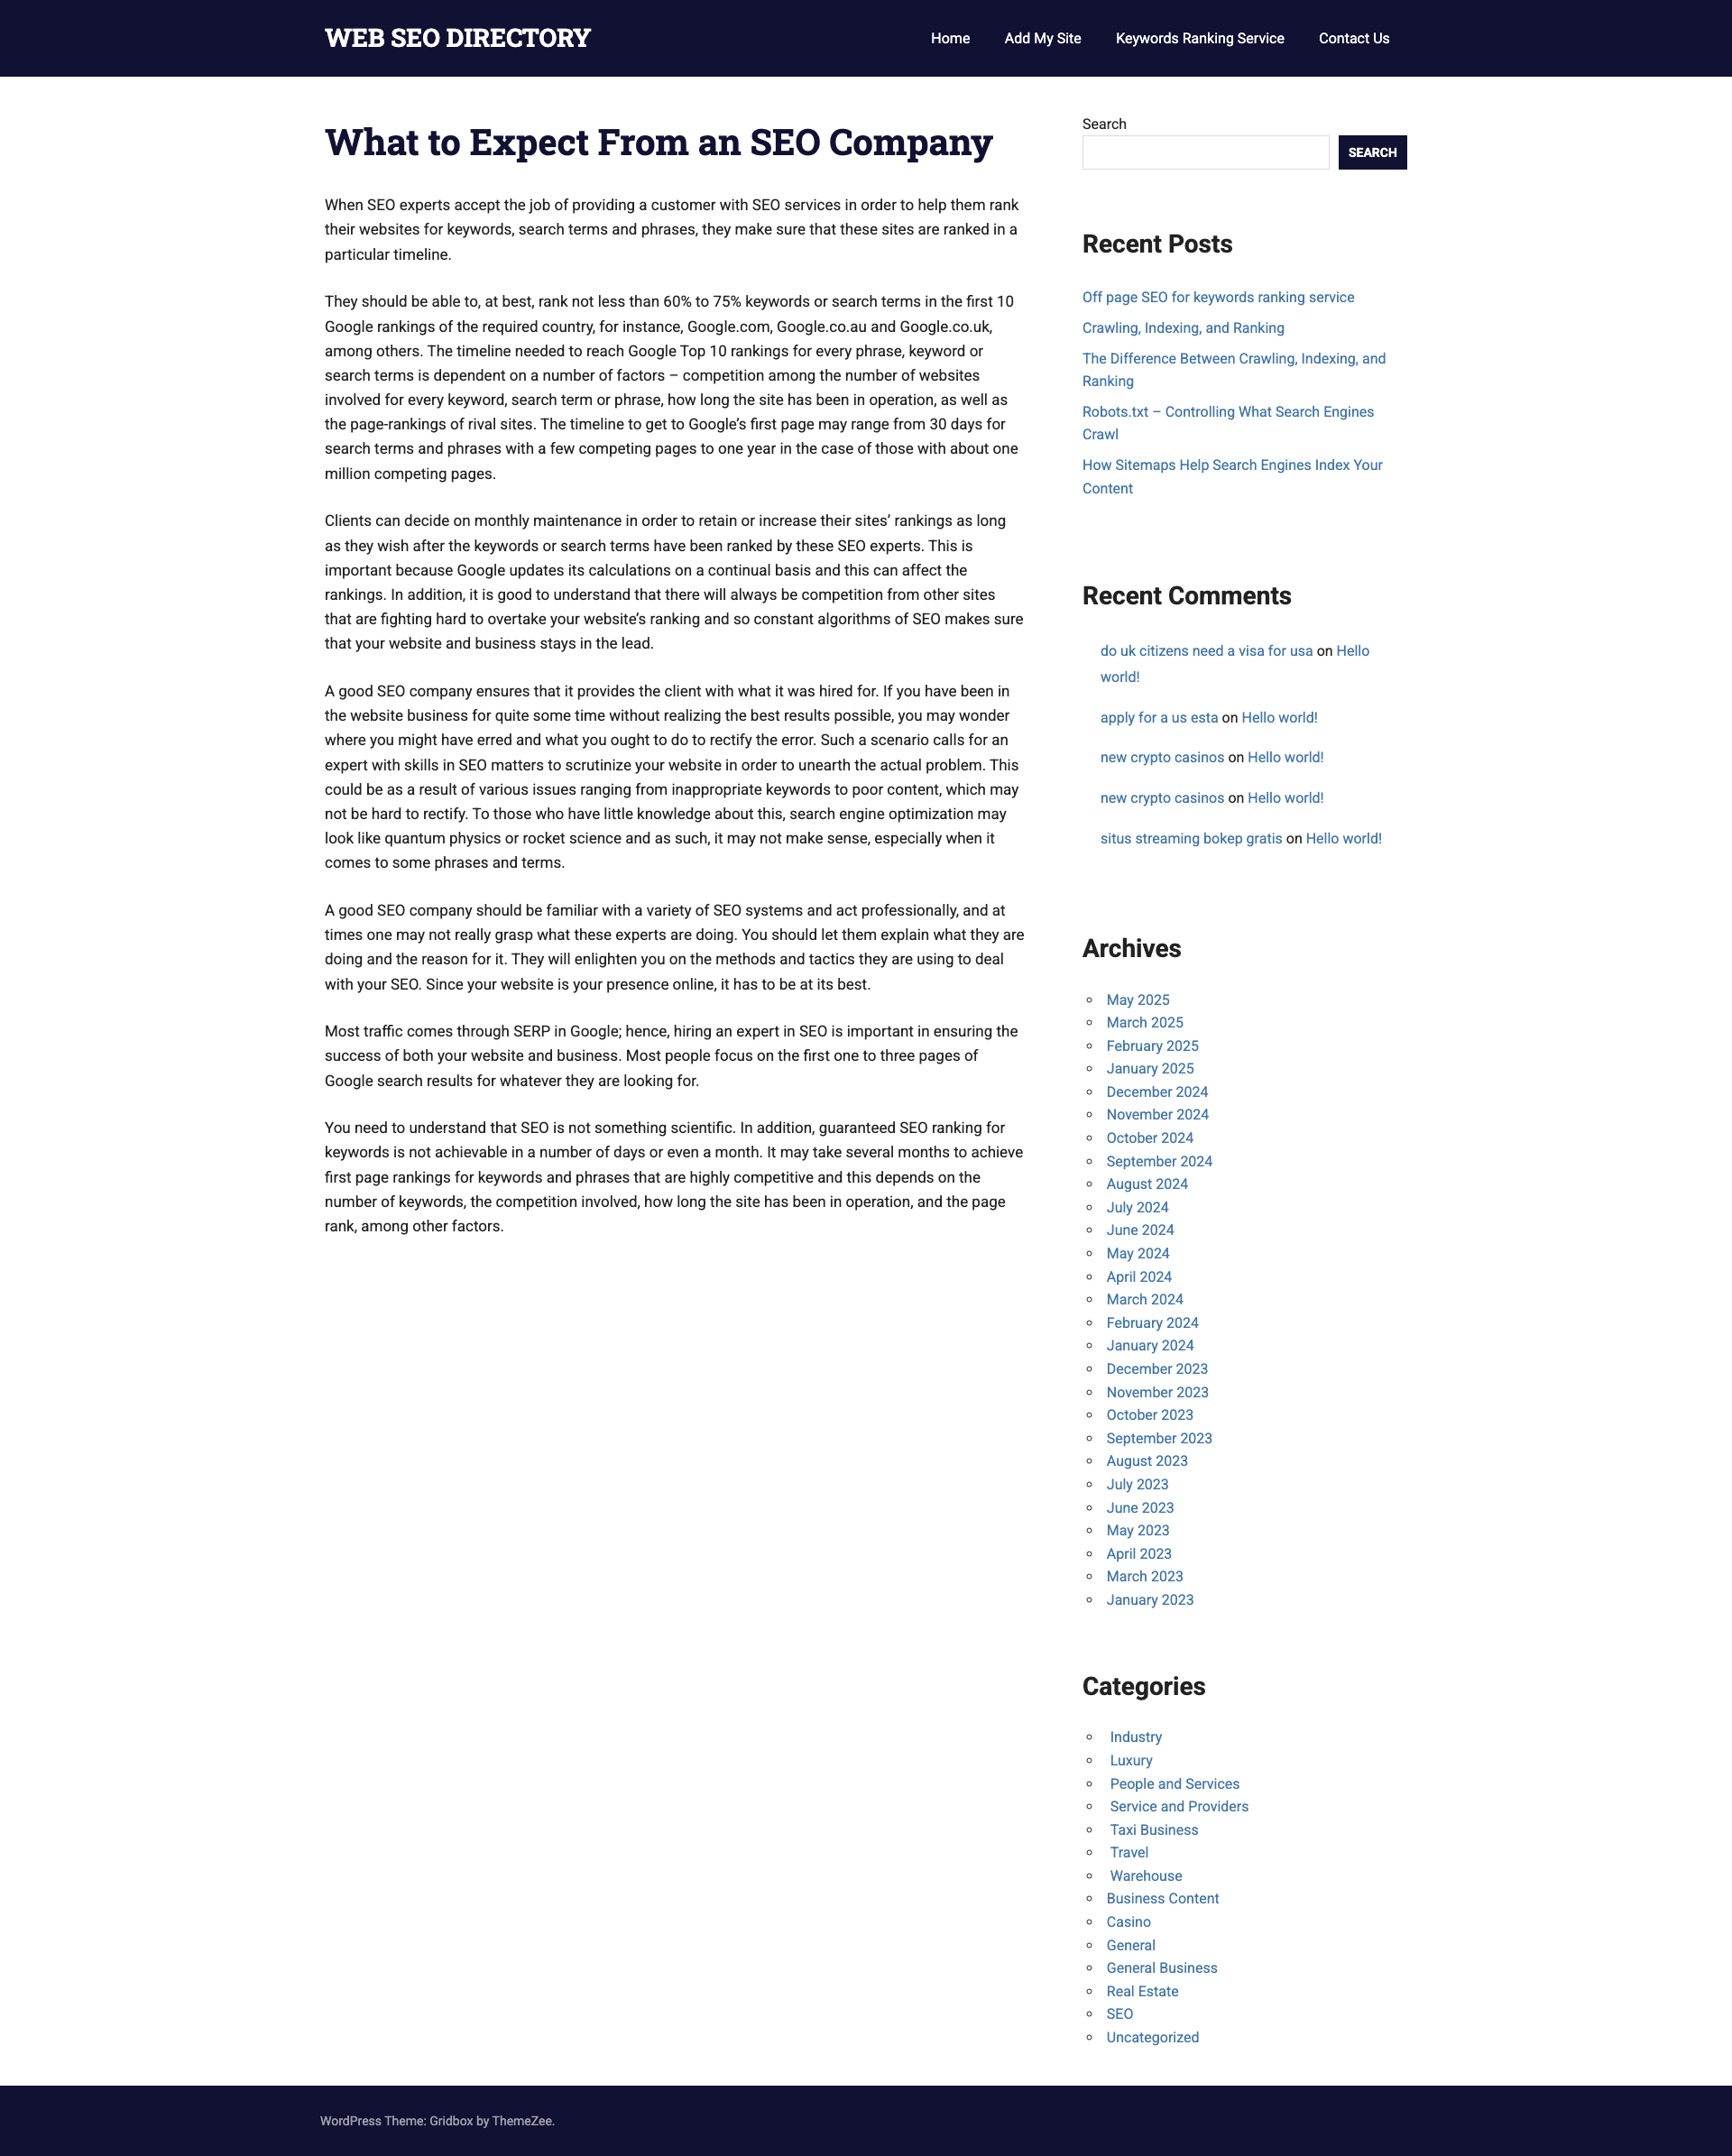 WEB SEO DIRECTORY
Home
Add My Site
Keywords Ranking Service
Contact Us
What to Expect From an SEO Company
When SEO experts accept the job of providing a customer with SEO services in order to help them rank
their websites for keywords, search terms and phrases, they make sure that these sites are ranked in a
particular timeline.
They should be able to, at best, rank not less than 60% to 75% keywords or search terms in the first 10
Google rankings of the required country, for instance, Google.com, Google.co.au and Google.co.uk,
among others. The timeline needed to reach Google Top 10 rankings for every phrase, keyword or
search terms is dependent on a number of factors – competition among the number of websites
involved for every keyword, search term or phrase, how long the site has been in operation, as well as
the page-rankings of rival sites. The timeline to get to Google’s first page may range from 30 days for
search terms and phrases with a few competing pages to one year in the case of those with about one
million competing pages.
Clients can decide on monthly maintenance in order to retain or increase their sites’ rankings as long
as they wish after the keywords or search terms have been ranked by these SEO experts. This is
important because Google updates its calculations on a continual basis and this can affect the
rankings. In addition, it is good to understand that there will always be competition from other sites
that are fighting hard to overtake your website’s ranking and so constant algorithms of SEO makes sure
that your website and business stays in the lead.
A good SEO company ensures that it provides the client with what it was hired for. If you have been in
the website business for quite some time without realizing the best results possible, you may wonder
where you might have erred and what you ought to do to rectify the error. Such a scenario calls for an
expert with skills in SEO matters to scrutinize your website in order to unearth the actual problem. This
could be as a result of various issues ranging from inappropriate keywords to poor content, which may
not be hard to rectify. To those who have little knowledge about this, search engine optimization may
look like quantum physics or rocket science and as such, it may not make sense, especially when it
comes to some phrases and terms.
A good SEO company should be familiar with a variety of SEO systems and act professionally, and at
times one may not really grasp what these experts are doing. You should let them explain what they are
doing and the reason for it. They will enlighten you on the methods and tactics they are using to deal
with your SEO. Since your website is your presence online, it has to be at its best.
Most traffic comes through SERP in Google; hence, hiring an expert in SEO is important in ensuring the
success of both your website and business. Most people focus on the first one to three pages of
Google search results for whatever they are looking for.
You need to understand that SEO is not something scientific. In addition, guaranteed SEO ranking for
keywords is not achievable in a number of days or even a month. It may take several months to achieve
first page rankings for keywords and phrases that are highly competitive and this depends on the
number of keywords, the competition involved, how long the site has been in operation, and the page
rank, among other factors.
Search
SEARCH
Recent Posts
Off page SEO for keywords ranking service
Crawling, Indexing, and Ranking
The Difference Between Crawling, Indexing, and
Ranking
Robots.txt – Controlling What Search Engines
Crawl
How Sitemaps Help Search Engines Index Your
Content
Recent Comments
do uk citizens need a visa for usa on Hello
world!
apply for a us esta on Hello world!
new crypto casinos on Hello world!
new crypto casinos on Hello world!
situs streaming bokep gratis on Hello world!
Archives
May 2025
March 2025
February 2025
January 2025
December 2024
November 2024
October 2024
September 2024
August 2024
July 2024
June 2024
May 2024
April 2024
March 2024
February 2024
January 2024
December 2023
November 2023
October 2023
September 2023
August 2023
July 2023
June 2023
May 2023
April 2023
March 2023
January 2023
Categories
Industry
Luxury
People and Services
Service and Providers
Taxi Business
Travel
Warehouse
Business Content
Casino
General
General Business
Real Estate
SEO
Uncategorized
WordPress Theme: Gridbox by ThemeZee.